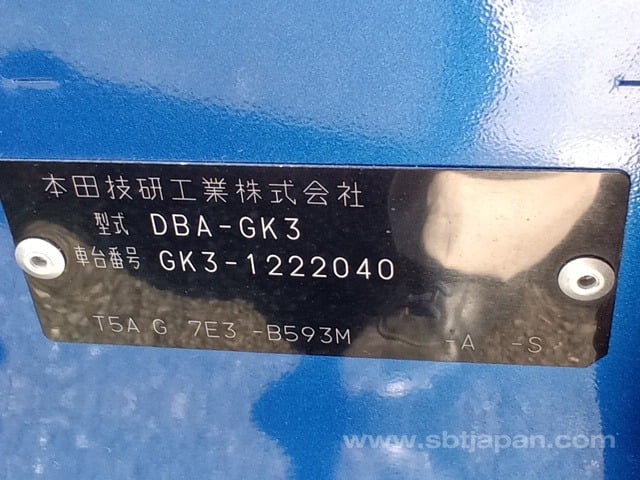 本田技研工業株式会社
型式 DBA-GK3
車台番号 GK3-1222040
T5A G 7E3 -B593M -A -S
www.sbtjapan.com